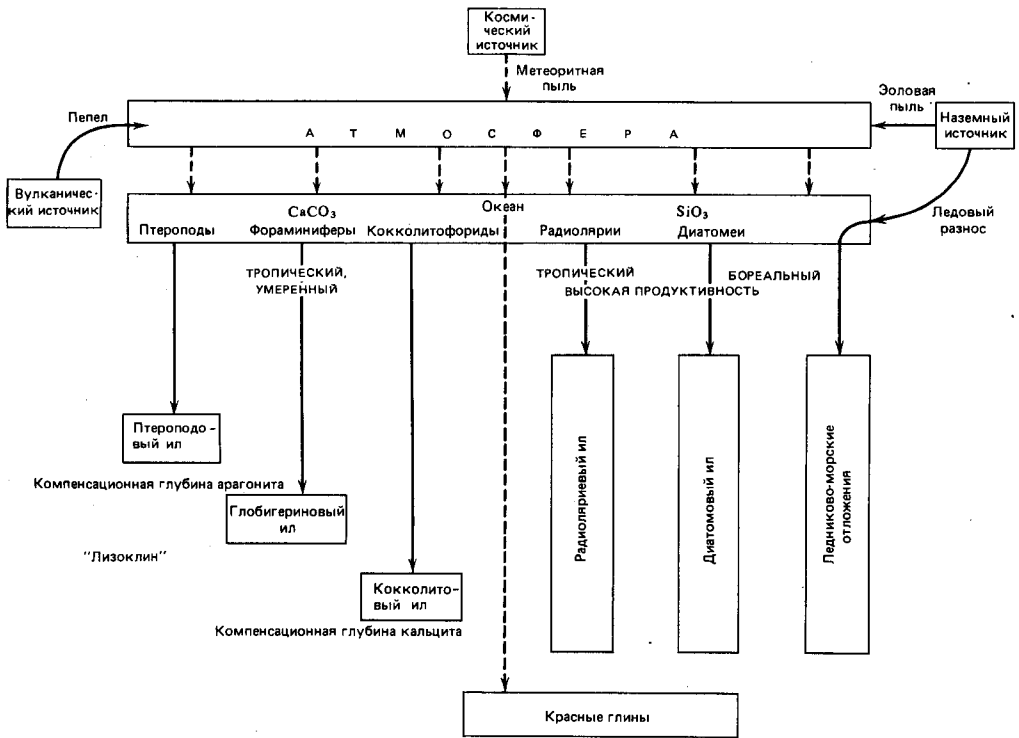 Косми-
ческий
источник
Метеоритная
пыль
Эоловая
пыль
Пепел
АТМОСФЕРА
Наземный
источник
Вулканичес-
кий источник
CaCO₃
Океан
SiO₃
Ледовый
разнос
Птероподы
Фораминиферы
Кокколитофориды
Радиолярии
Диатомеи
ТРОПИЧЕСКИЙ,
УМЕРЕННЫЙ
ТРОПИЧЕСКИЙ
БОРЕАЛЬНЫЙ
ВЫСОКАЯ ПРОДУКТИВНОСТЬ
Птероподо-
вый ил
Компенсационная глубина арагонита
Глобигериновый
ил
"Лизоклин"
Кокколито-
вый ил
Компенсационная глубина кальцита
Радиоляриевый ил
Диатомовый ил
Ледниково-морские
отложения
Красные глины